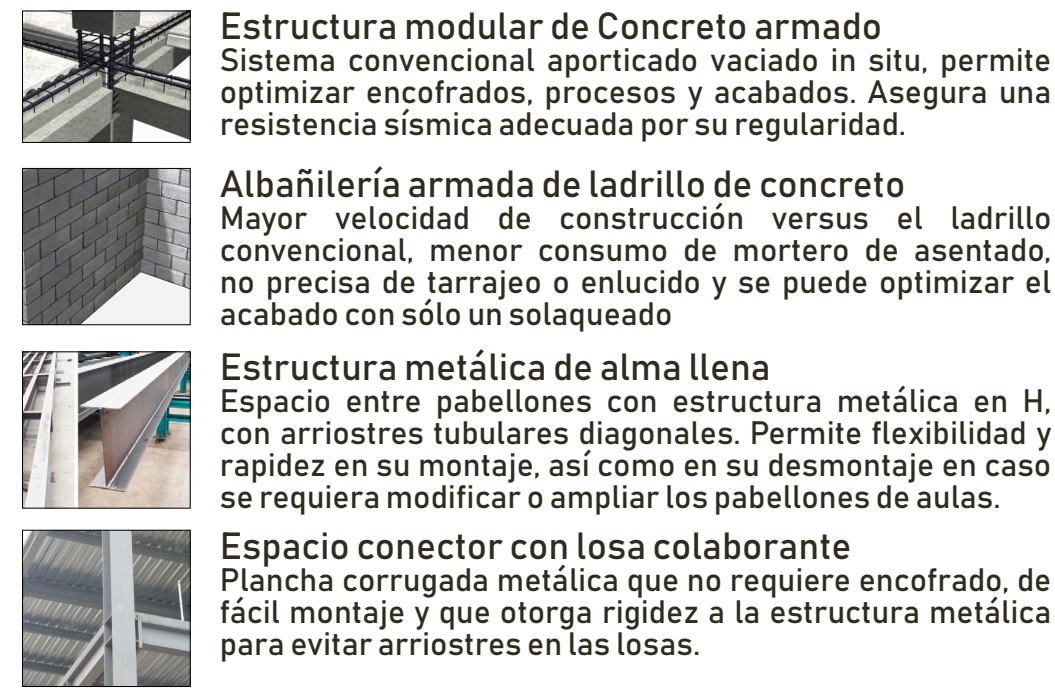 Estructura modular de Concreto armado
Sistema convencional aporticado vaciado in situ, permite
optimizar encofrados, procesos y acabados. Asegura una
resistencia sísmica adecuada por su regularidad.
Albañilería armada de ladrillo de concreto
Mayor velocidad de construcción versus el ladrillo
convencional, menor consumo de mortero de asentado,
no precisa de tarrajeo o enlucido y se puede optimizar el
acabado con sólo un solaqueado
Estructura metálica de alma llena
Espacio entre pabellones con estructura metálica en H,
con arriostres tubulares diagonales. Permite flexibilidad y
rapidez en su montaje, así como en su desmontaje en caso
se requiera modificar o ampliar los pabellones de aulas.
Espacio conector con losa colaborante
Plancha corrugada metálica que no requiere encofrado, de
fácil montaje y que otorga rigidez a la estructura metálica
para evitar arriostres en las losas.